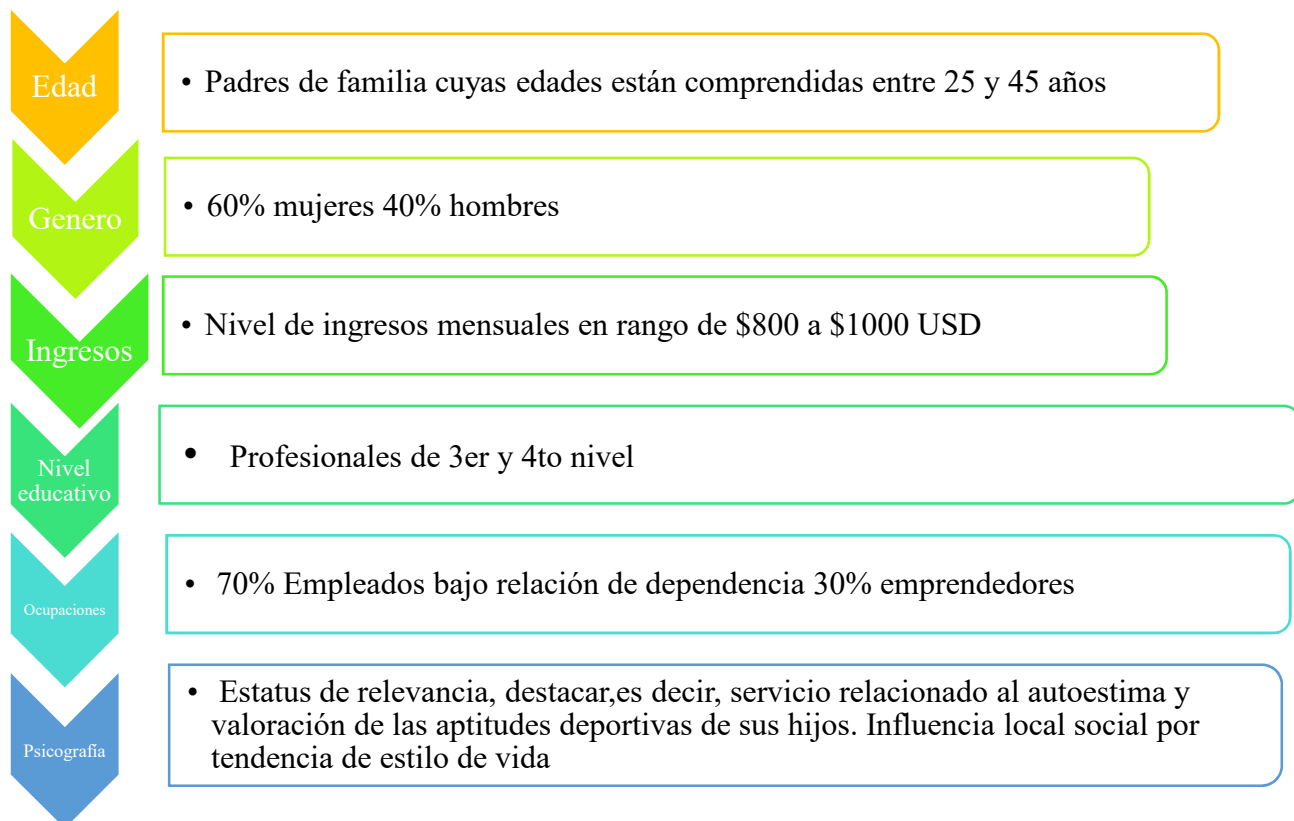 Edad
• Padres de familia cuyas edades están comprendidas entre 25 y 45 años
Genero
• 60% mujeres 40% hombres
Ingresos
• Nivel de ingresos mensuales en rango de $800 a $1000 USD
Nivel
educativo
• Profesionales de 3er y 4to nivel
Ocupaciones
• 70% Empleados bajo relación de dependencia 30% emprendedores
Psicografía
• Estatus de relevancia, destacar,es decir, servicio relacionado al autoestima y
valoración de las aptitudes deportivas de sus hijos. Influencia local social por
tendencia de estilo de vida